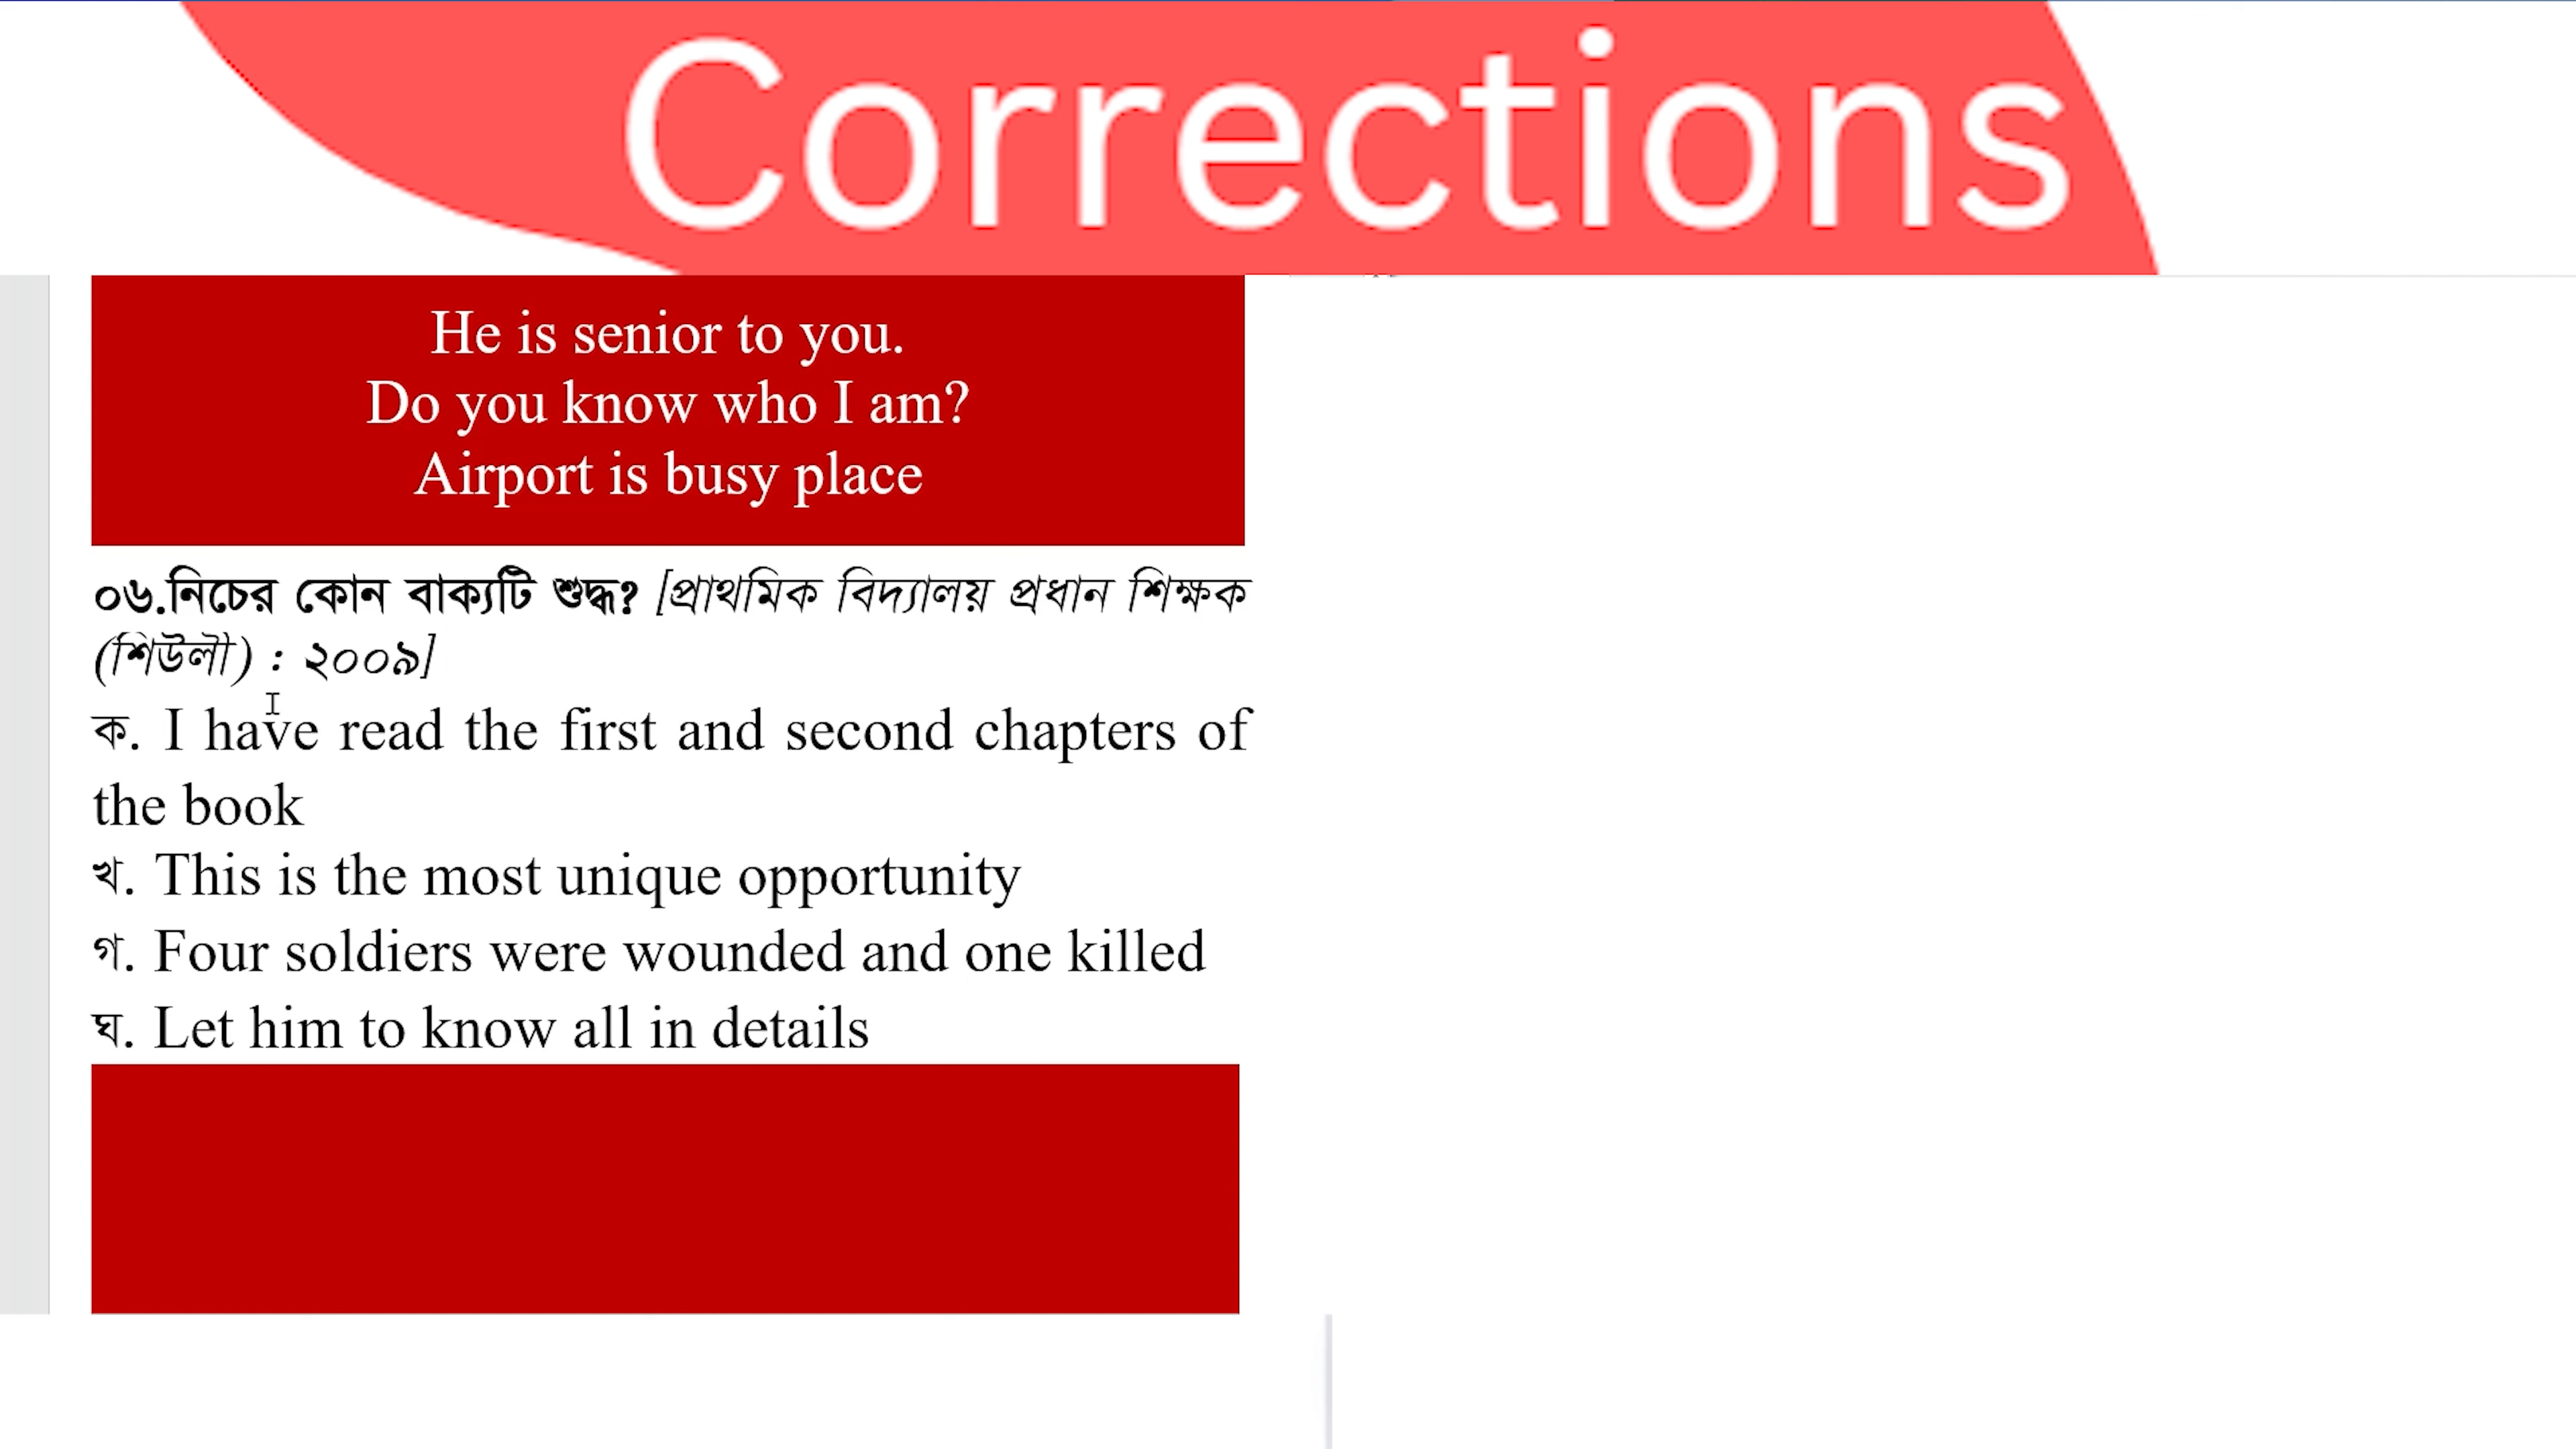 Corrections
He is senior to you.
Do you know who I am?
Airport is busy place
০৬.নিচের কোন বাক্যটি শুদ্ধ? [প্রাথমিক বিদ্যালয় প্রধান শিক্ষক
(শিউলী) : ২০০৯]
ক. I have read the first and second chapters of
the book
খ. This is the most unique opportunity
গ. Four soldiers were wounded and one killed
ঘ. Let him to know all in details